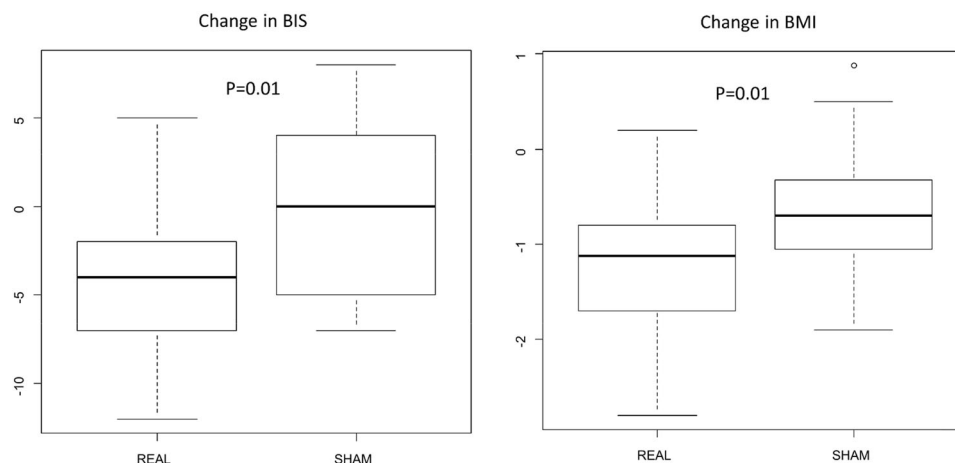 Change in BIS
P=0.01
5
0
-5
-10
REAL SHAM
Change in BMI
P=0.01
1
0
-1
-2
REAL SHAM